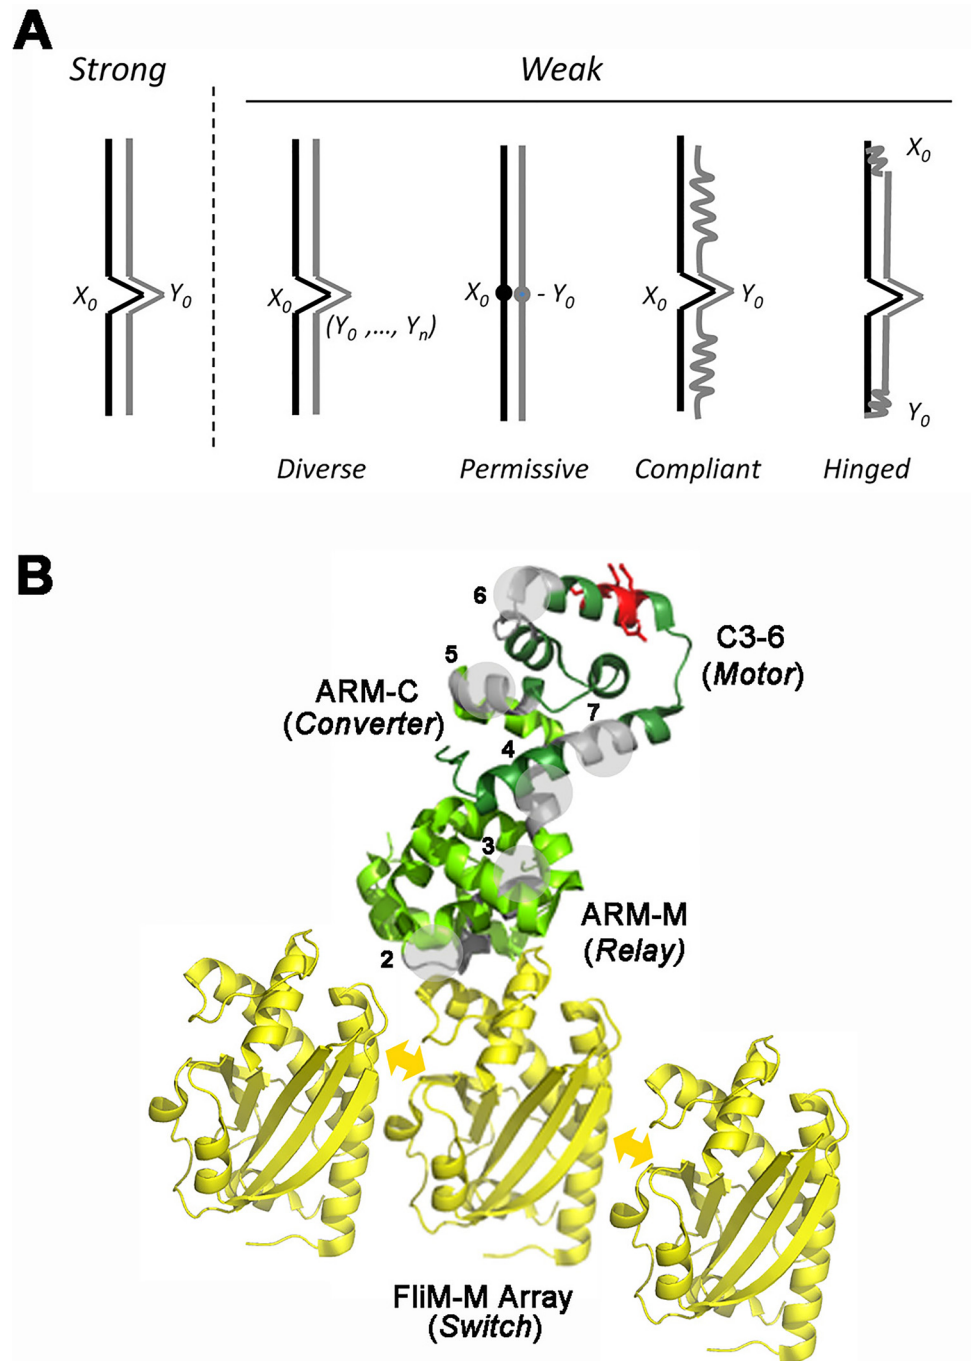 A
Strong Weak
X0 Y0 X0 (Y0 ,..., Yn) X0 - Y0 X0 Y0 X0 Y0
Diverse Permissive Compliant Hinged
B
6
C3-6
(Motor)
5
ARM-C
(Converter)
7
4
3
ARM-M
(Relay)
2
FliM-M Array
(Switch)